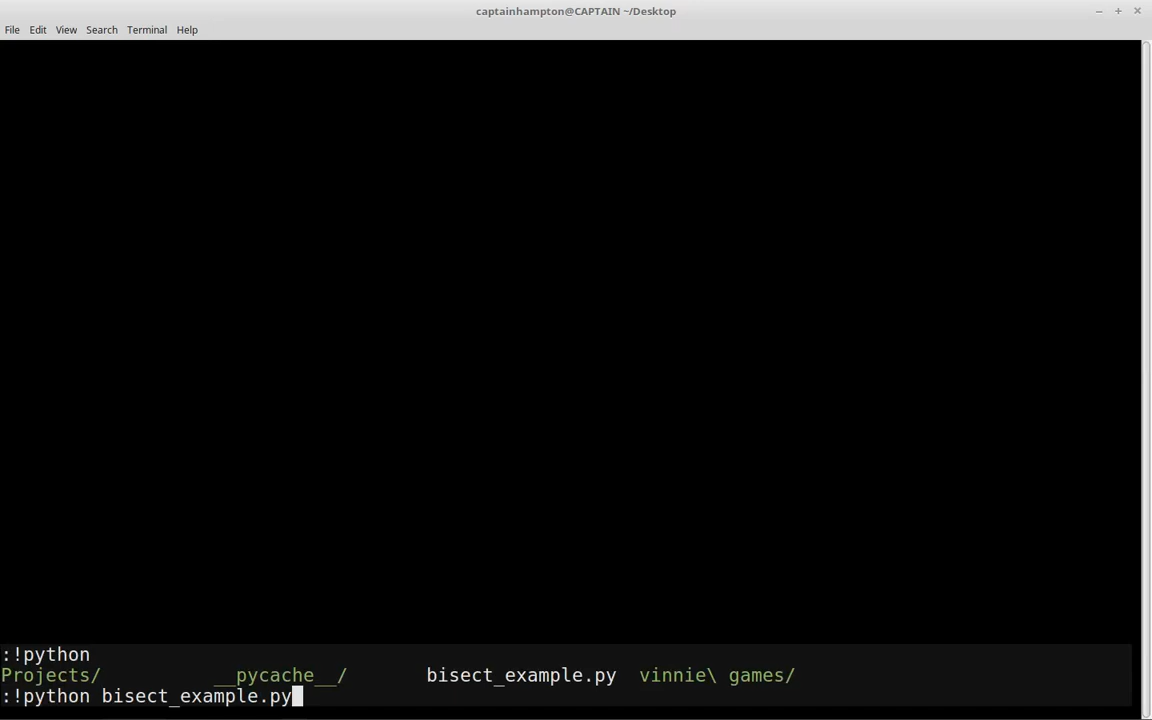 captainhampton@CAPTAIN ~/Desktop
File Edit View Search Terminal Help
:!python
Projects/ __pycache__/ bisect_example.py vinnie\ games/
:!python bisect_example.py